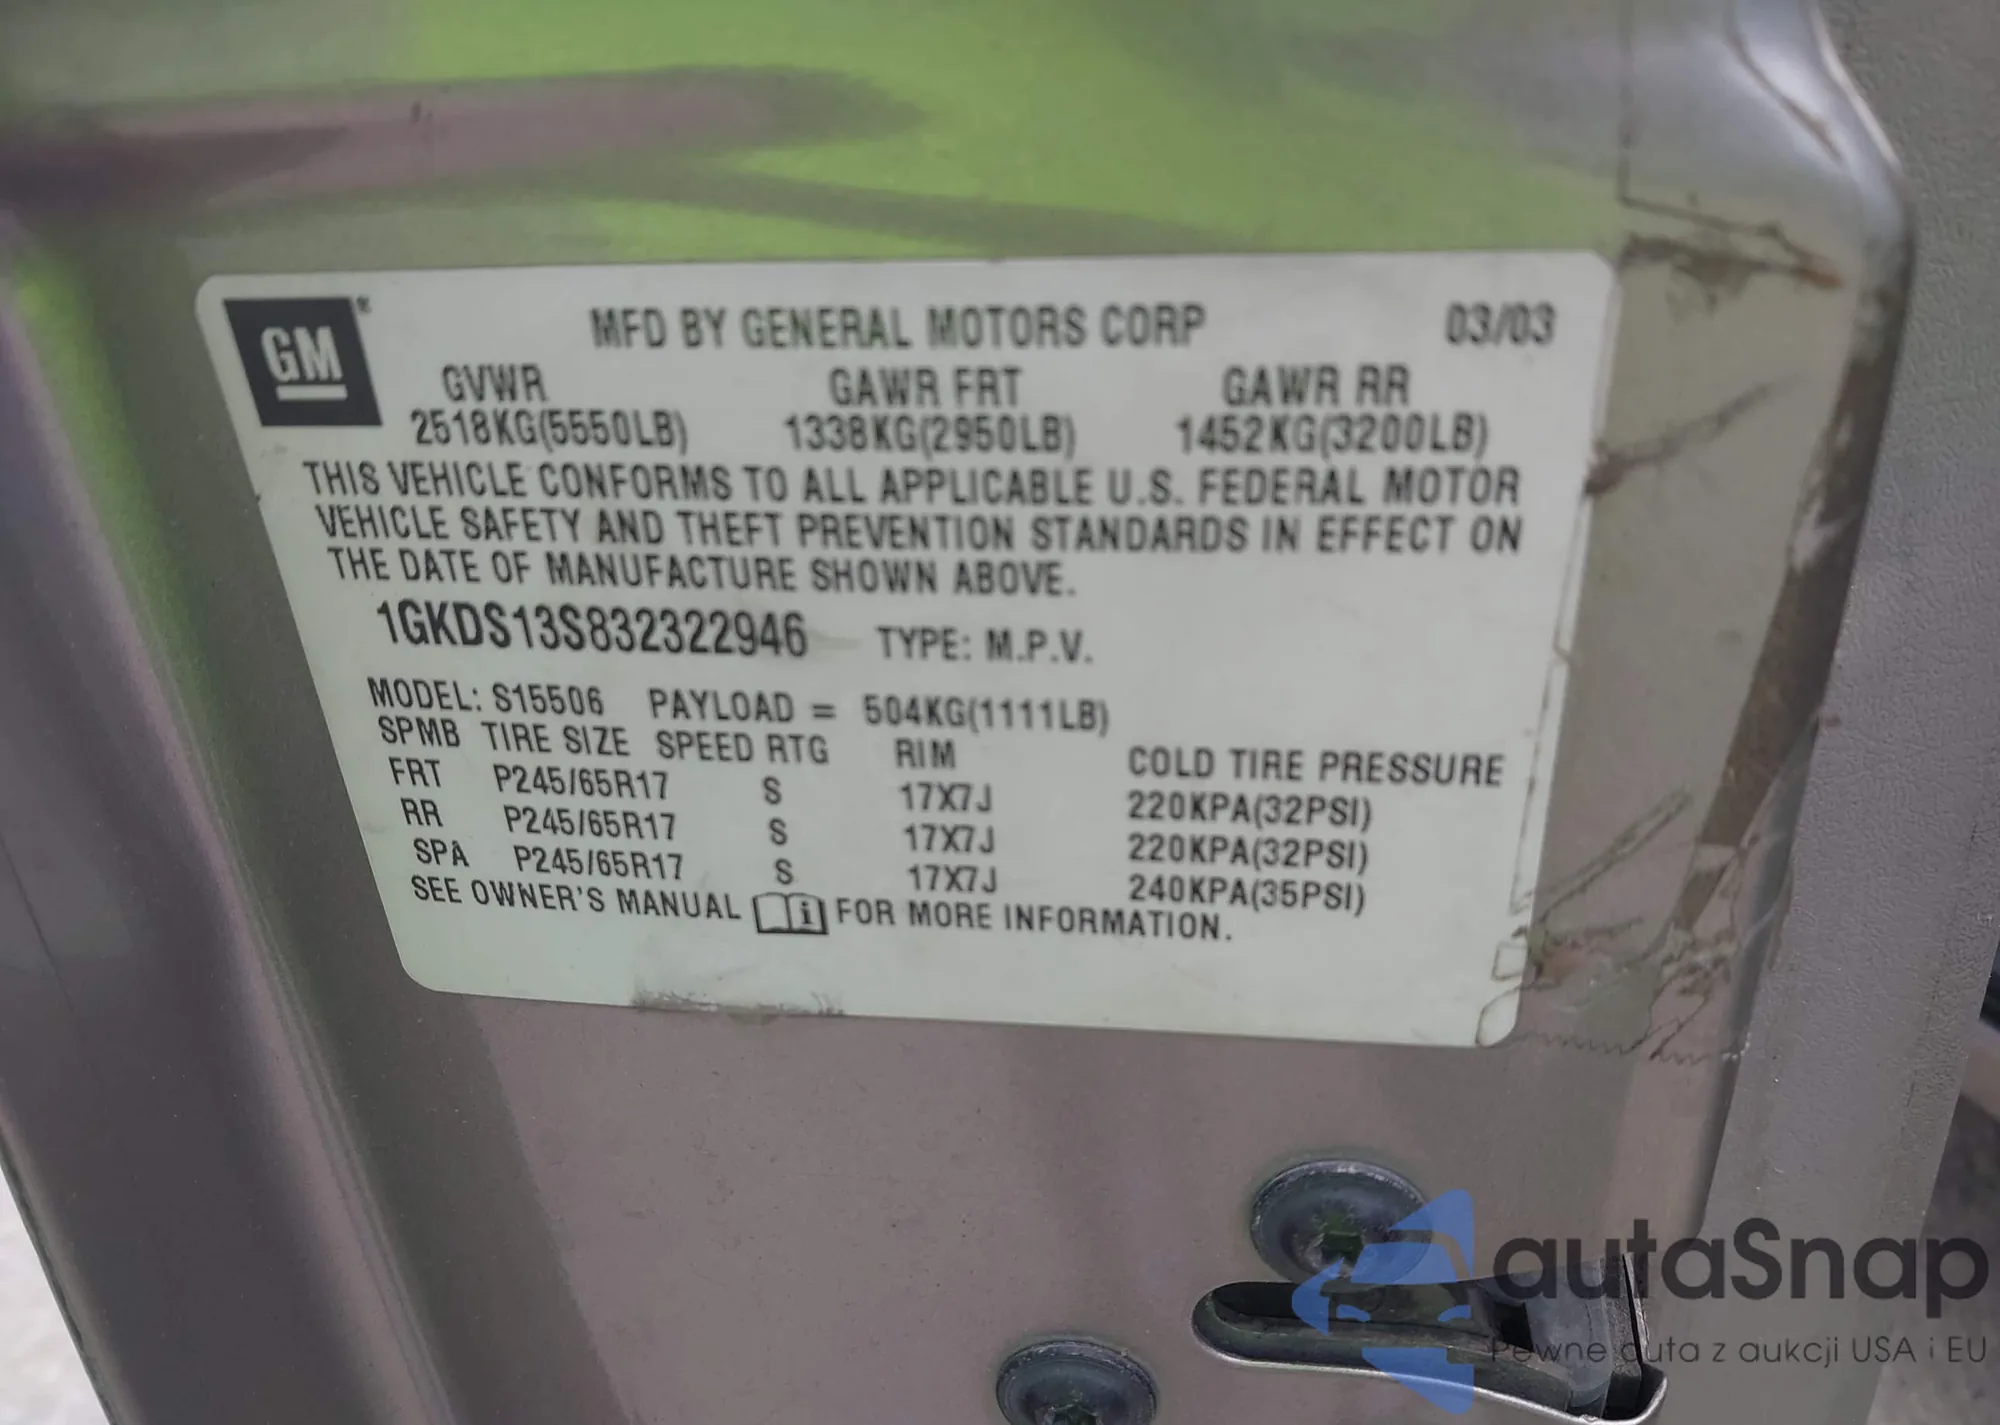 GM®
MFD BY GENERAL MOTORS CORP 03/03
GVWR GAWR FRT GAWR RR
2518KG(5550LB) 1338KG(2950LB) 1452KG(3200LB)
THIS VEHICLE CONFORMS TO ALL APPLICABLE U.S. FEDERAL MOTOR
VEHICLE SAFETY AND THEFT PREVENTION STANDARDS IN EFFECT ON
THE DATE OF MANUFACTURE SHOWN ABOVE.
1GKDS13S832322946 TYPE: M.P.V.
MODEL: S15506 PAYLOAD = 504KG(1111LB)
SPMB TIRE SIZE SPEED RTG RIM COLD TIRE PRESSURE
FRT P245/65R17 S 17X7J 220KPA(32PSI)
RR P245/65R17 S 17X7J 220KPA(32PSI)
SPA P245/65R17 S 17X7J 240KPA(35PSI)
SEE OWNER'S MANUAL i FOR MORE INFORMATION.
autaSnap
Pewne auta z aukcji USA i EU